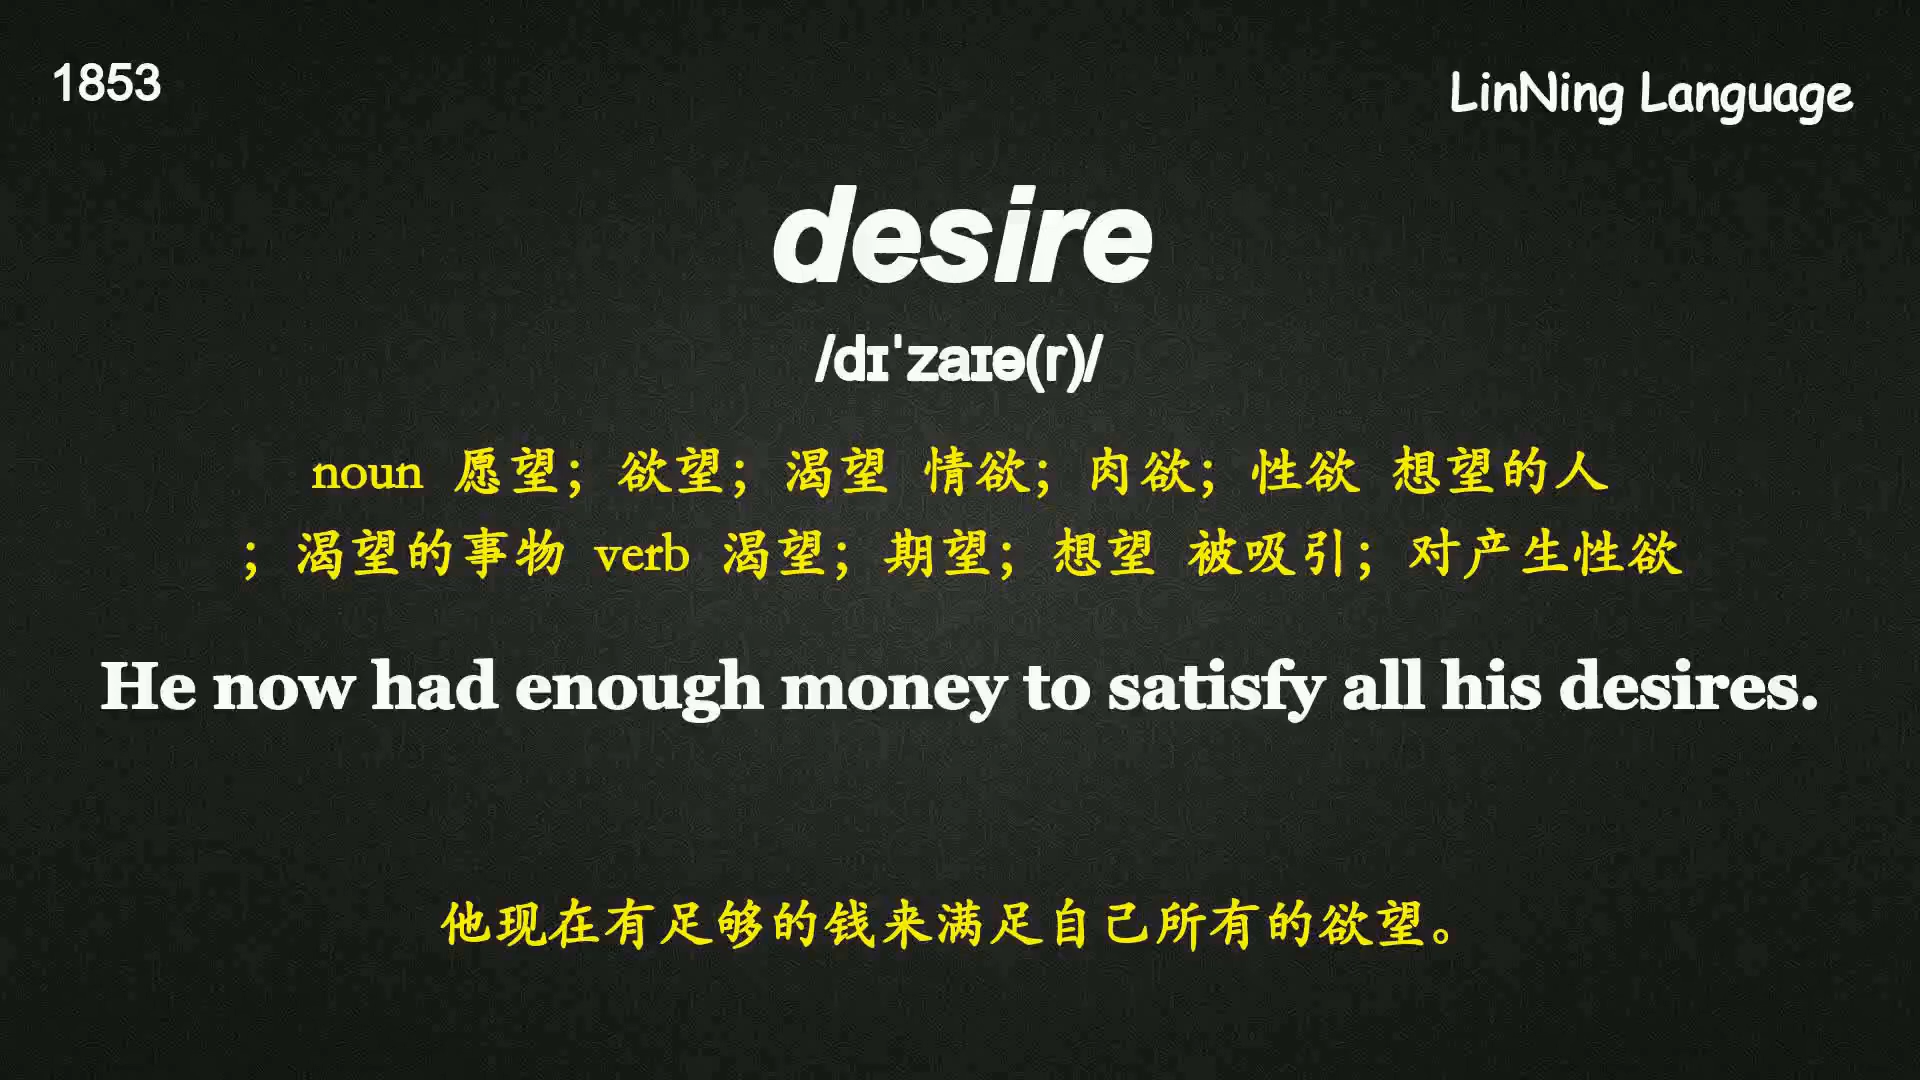 1853
LinNing Language
desire
/dɪˈzaɪɵ(r)/
noun 愿望；欲望；渴望 情欲；肉欲；性欲 想望的人
；渴望的事物 verb 渴望；期望；想望 被吸引；对产生性欲
He now had enough money to satisfy all his desires.
他现在有足够的钱来满足自己所有的欲望。